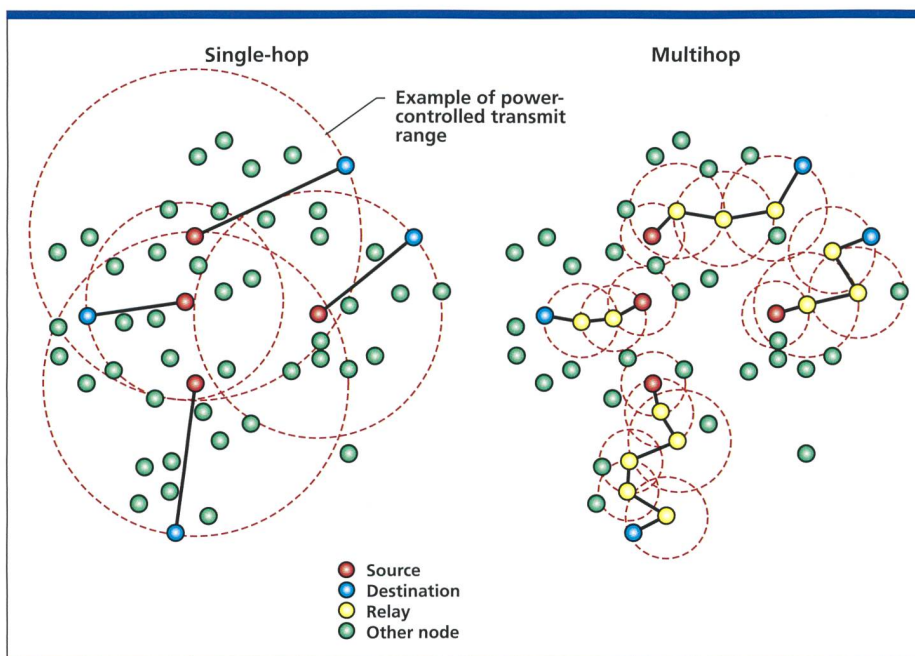 Single-hop
Multihop
Example of power-
controlled transmit
range
Source
Destination
Relay
Other node